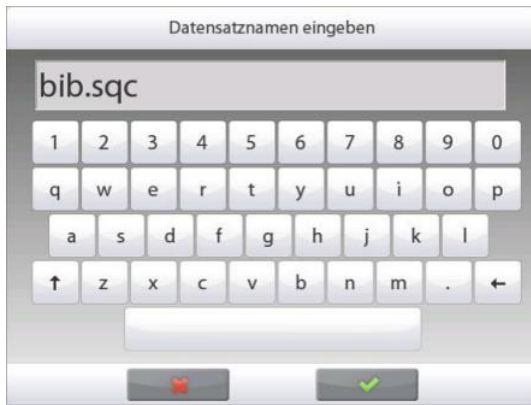 Datensatznamen eingeben
bib.sqc
1 2 3 4 5 6 7 8 9 0
q w e r t y u i o p
a s d f g h j k l
↑ z x c v b n m . ←